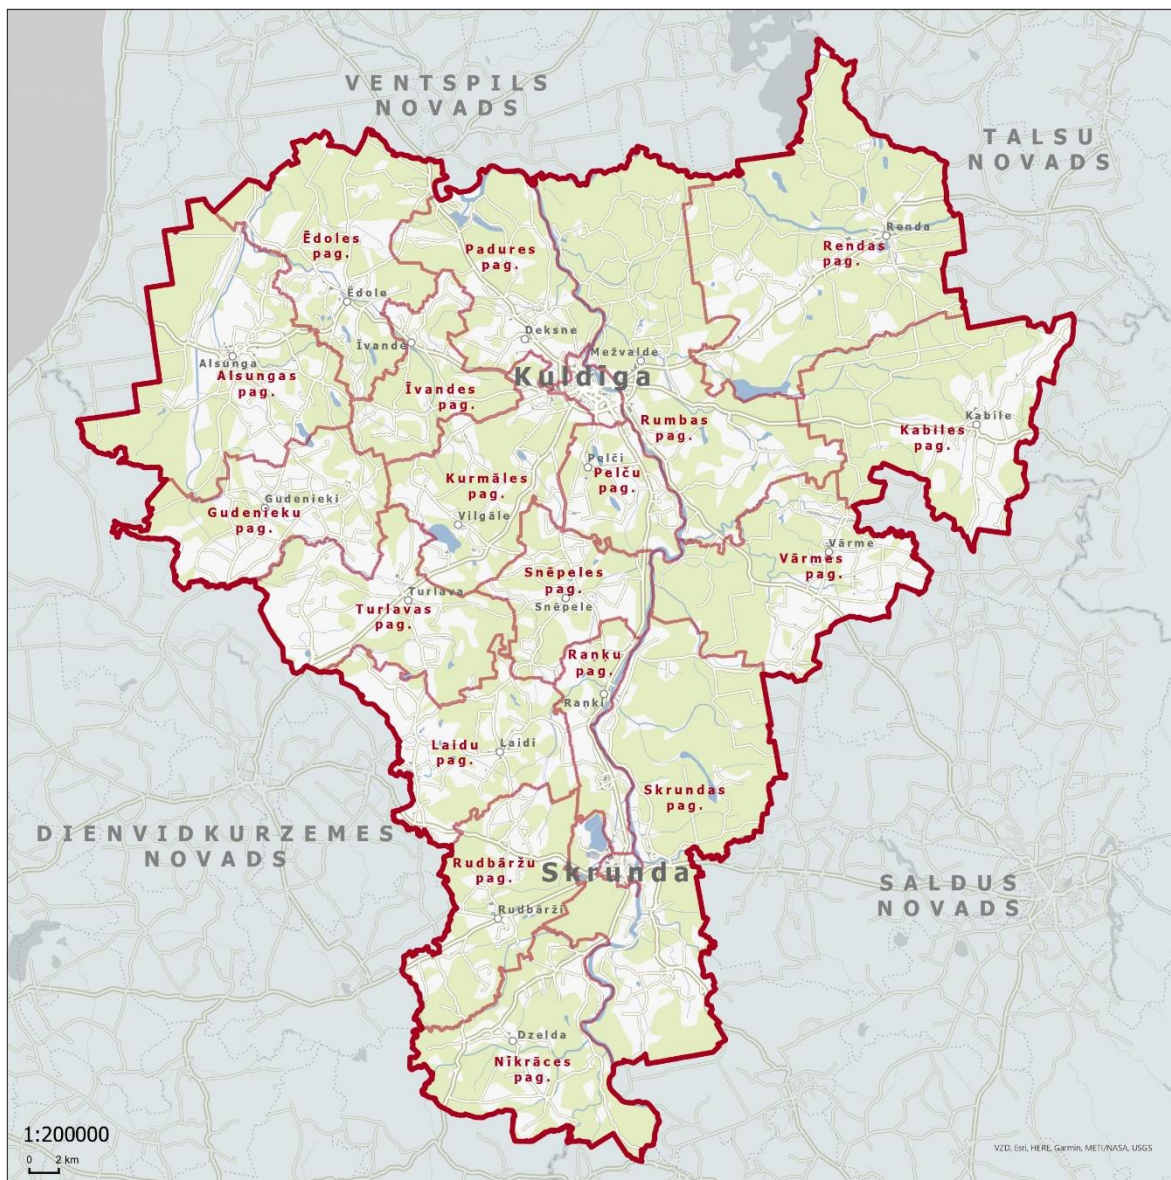 VENTSPILS
NOVADS
TALSU
NOVADS
Ēdoles
pag.
Padures
pag.
Renda
Rendas
pag.
Ēdole
Deksne
Īvande
Mežvalde
Alsunga
Alsungas
pag.
Kuldīga
Īvandes
pag.
Rumbas
pag.
Kabile
Kabiles
pag.
Pelči
Pelču
pag.
Kurmāles
pag.
Gudenieki
Gudenieku
pag.
Vilgāle
Vārme
Vārmes
pag.
Snēpeles
pag.
Snēpele
Turlava
Turlavas
pag.
Raņķu
pag.
Raņķi
Laidu
pag.
Laidi
Skrundas
pag.
DIENVIDKURZEMES
NOVADS
Rudbāržu
pag.
Skrunda
SALDUS
NOVADS
Rudbārži
Dzelda
Nīkrāces
pag.
1:200000
0 2 km
VZD, Esri, HERE, Garmin, METI/NASA, USGS